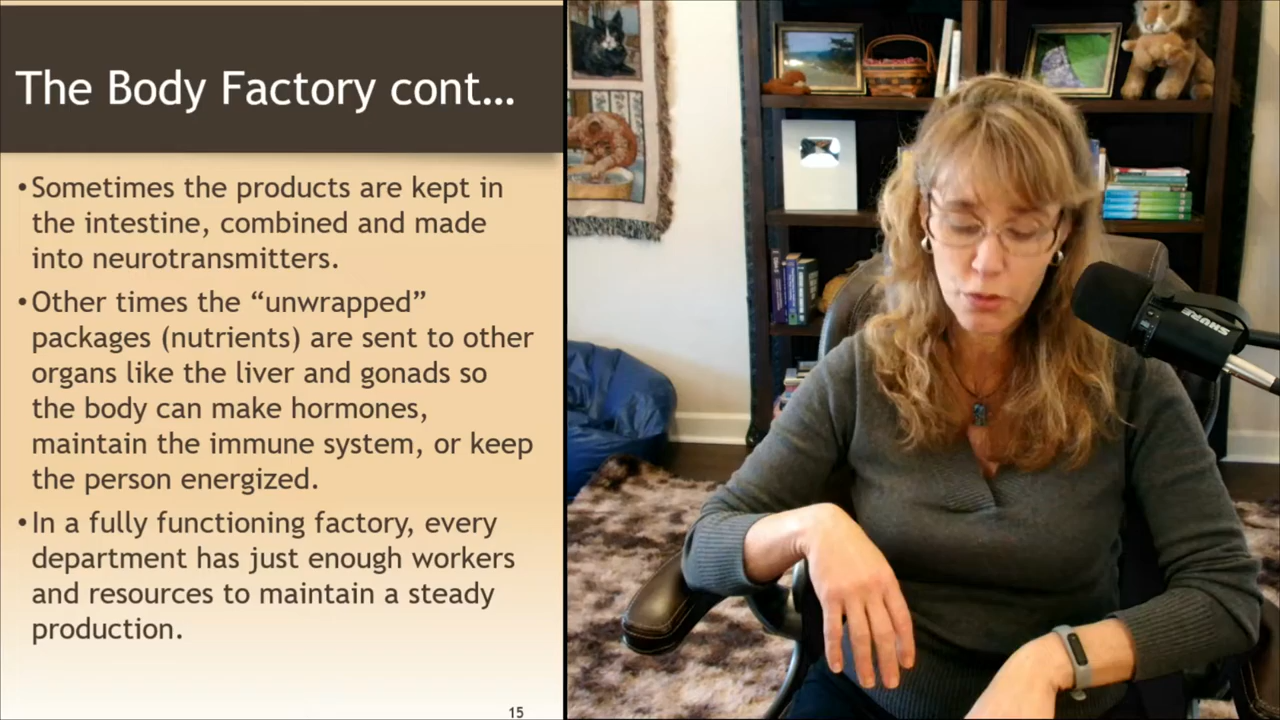 The Body Factory cont…
•Sometimes the products are kept in
the intestine, combined and made
into neurotransmitters.
•Other times the “unwrapped”
packages (nutrients) are sent to other
organs like the liver and gonads so
the body can make hormones,
maintain the immune system, or keep
the person energized.
•In a fully functioning factory, every
department has just enough workers
and resources to maintain a steady
production.
15
SHURE